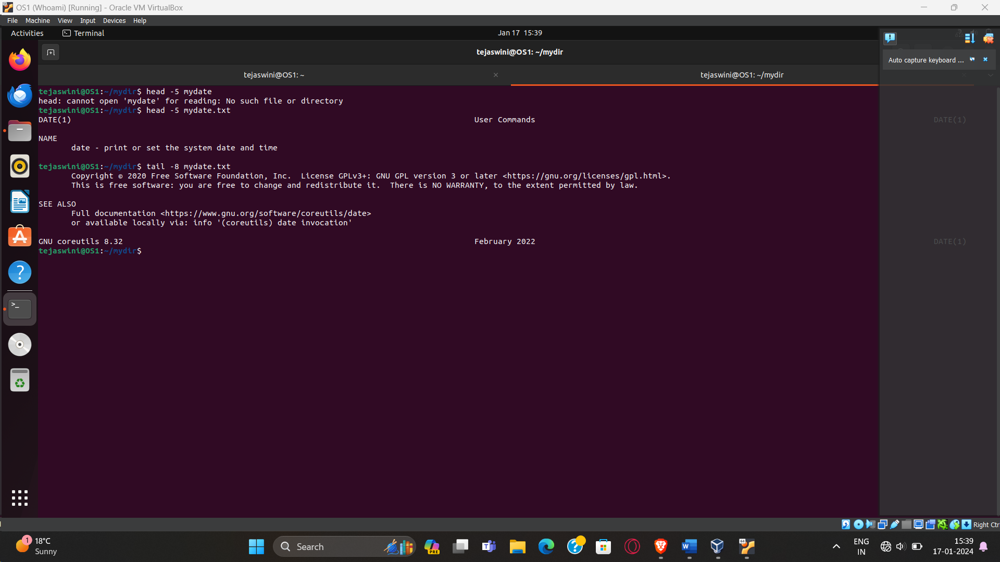 OS1 (Whoami) [Running] - Oracle VM VirtualBox
File Machine View Input Devices Help
Activities Terminal Jan 17 15:39
tejaswini@OS1: ~/mydir
Auto capture keyboard ...
tejaswini@OS1: ~ tejaswini@OS1: ~/mydir
tejaswini@OS1:~/mydir$ head -5 mydate
head: cannot open 'mydate' for reading: No such file or directory
tejaswini@OS1:~/mydir$ head -5 mydate.txt
DATE(1) User Commands DATE(1)
NAME
date - print or set the system date and time
tejaswini@OS1:~/mydir$ tail -8 mydate.txt
Copyright © 2020 Free Software Foundation, Inc. License GPLv3+: GNU GPL version 3 or later <https://gnu.org/licenses/gpl.html>.
This is free software: you are free to change and redistribute it. There is NO WARRANTY, to the extent permitted by law.
SEE ALSO
Full documentation <https://www.gnu.org/software/coreutils/date>
or available locally via: info '(coreutils) date invocation'
GNU coreutils 8.32 February 2022 DATE(1)
tejaswini@OS1:~/mydir$
Right Ctr
1 18°C
Sunny
Search
PRE
64
ENG
IN
15:39
17-01-2024